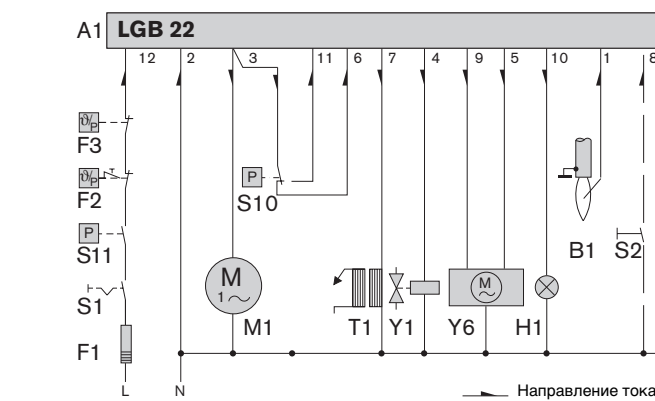 A1 LGB 22
12 2 3 11 6 7 4 9 5 10 1 8
ϑ/P
F3
ϑ/P
F2
P
S10
P
S11
B1 S2
S1
M
1~
M
~
M1 T1 Y1 Y6 H1
F1
L N
Направление тока